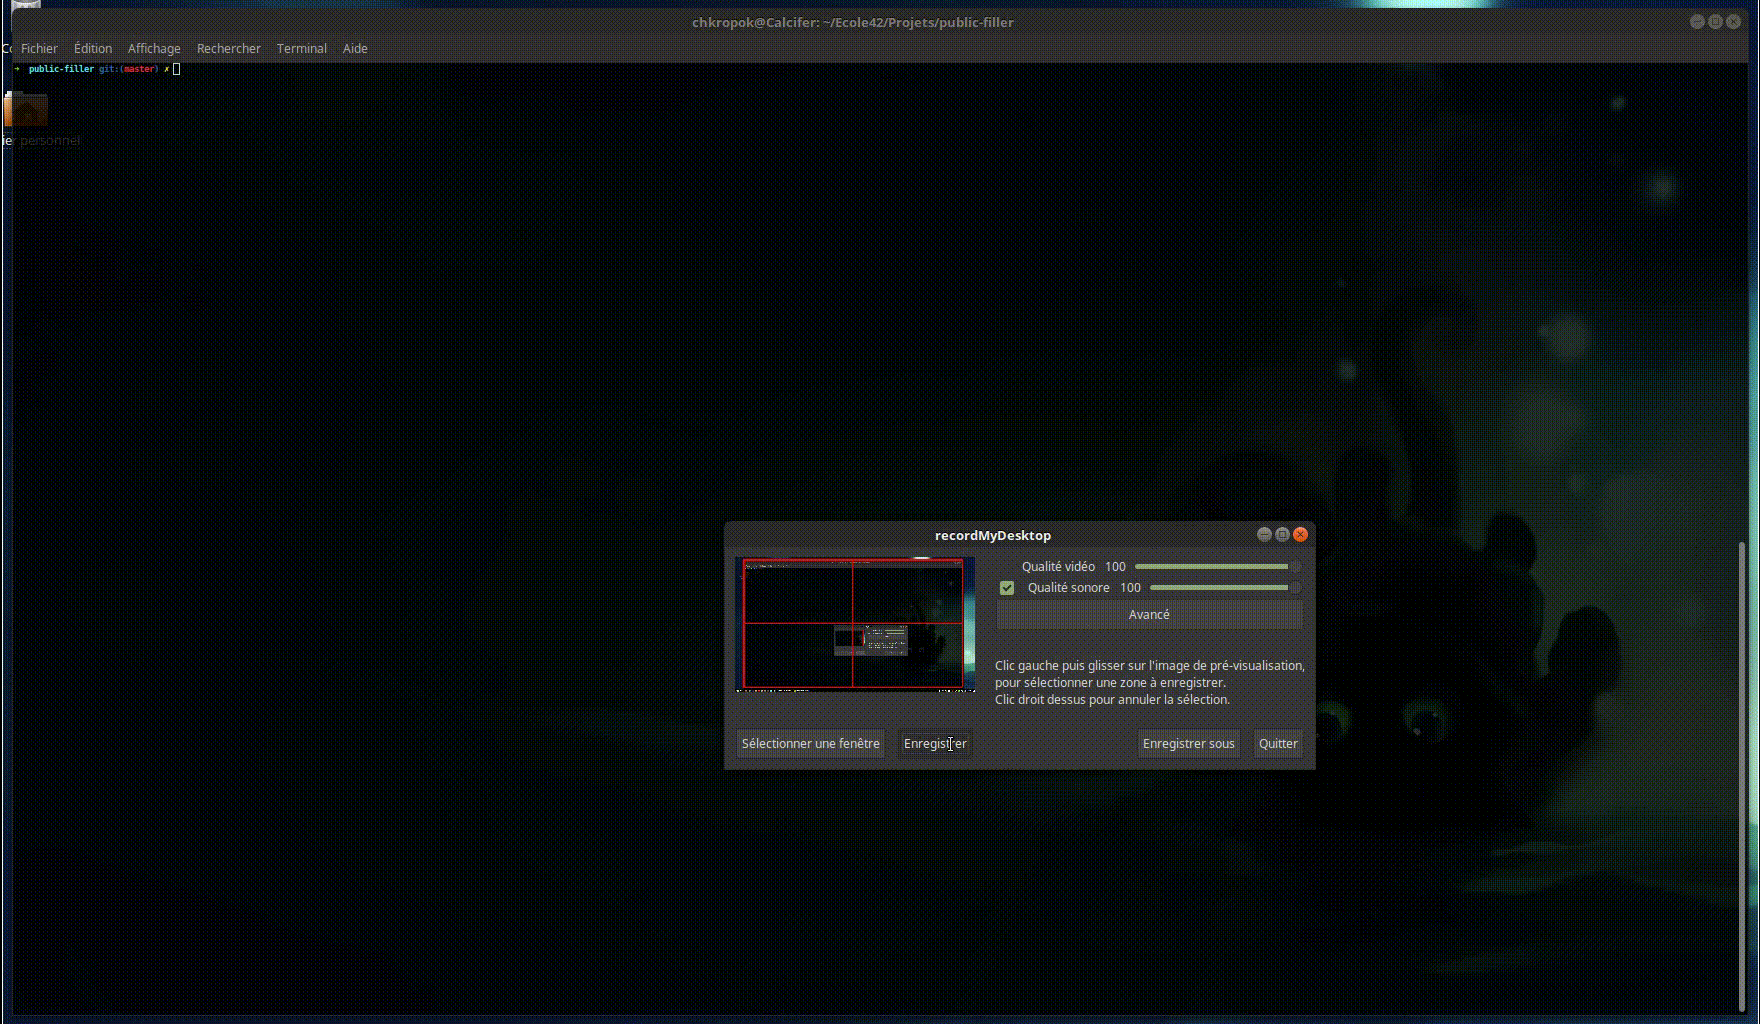 chkropok@Calcifer: ~/Ecole42/Projets/public-filler
Fichier Édition Affichage Rechercher Terminal Aide
➜ public-filler git:(master) ✗
ier personnel
recordMyDesktop
Qualité vidéo 100
Qualité sonore 100
Avancé
Clic gauche puis glisser sur l'image de pré-visualisation,
pour sélectionner une zone à enregistrer.
Clic droit dessus pour annuler la sélection.
Sélectionner une fenêtre Enregistrer Enregistrer sous Quitter